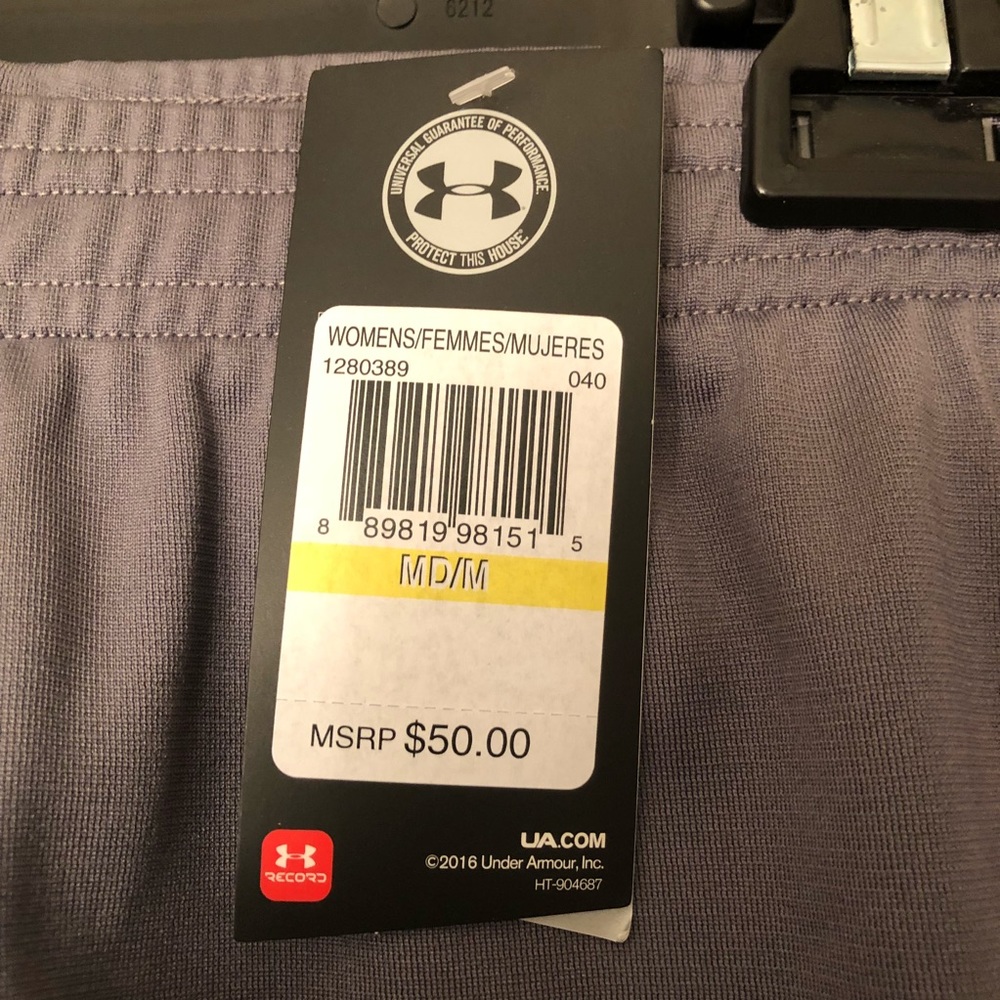 6212
UNIVERSAL GUARANTEE OF PERFORMANCE.
PROTECT THIS HOUSE®
WOMENS/FEMMES/MUJERES
1280389 040
8 89819 98151 5
MD/M
MSRP $50.00
RECORD
UA.COM
©2016 Under Armour, Inc.
HT-904687